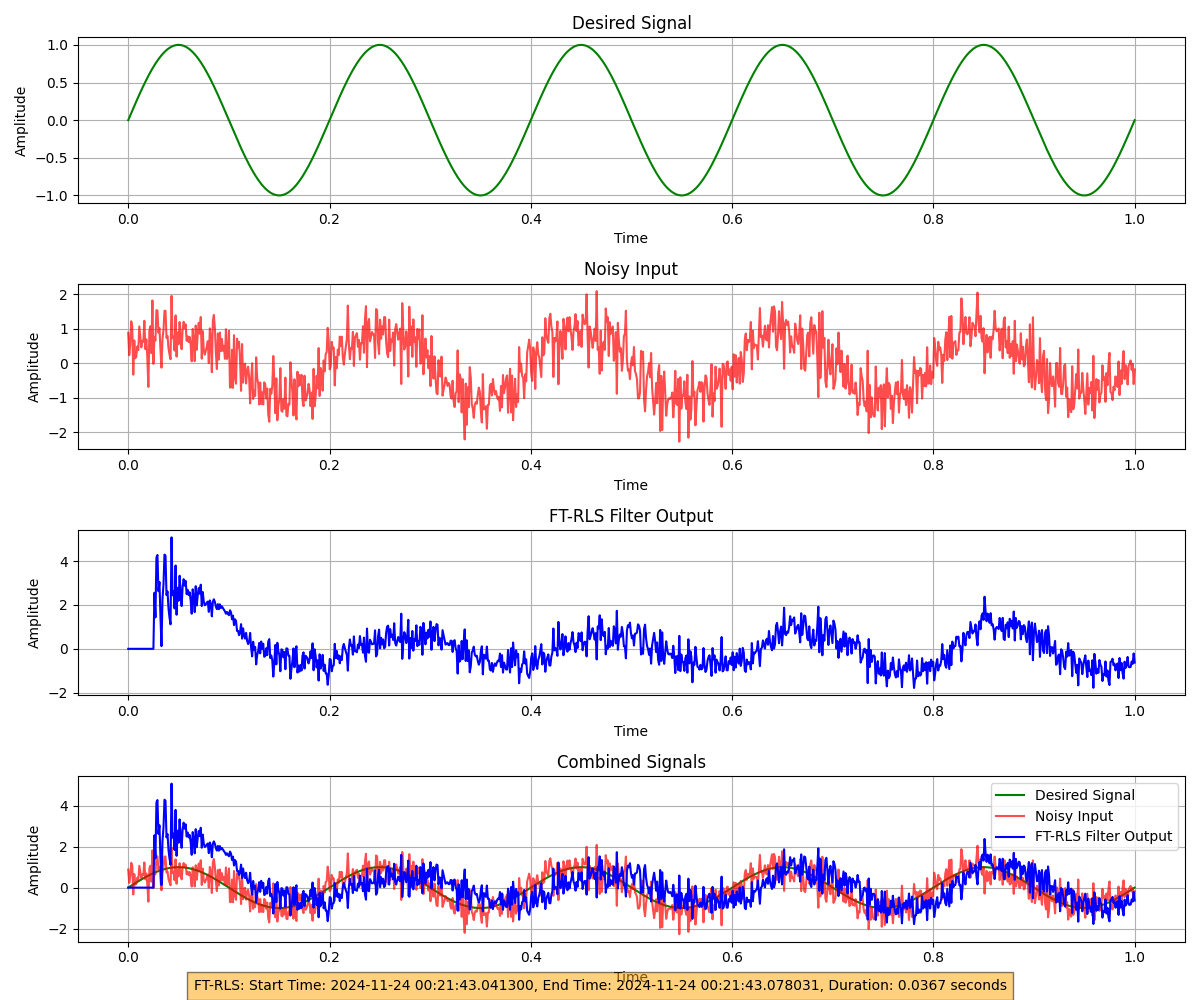 Desired Signal
Amplitude
1.0
0.5
0.0
−0.5
−1.0
0.0 0.2 0.4 0.6 0.8 1.0
Time
Noisy Input
Amplitude
2
1
0
−1
−2
0.0 0.2 0.4 0.6 0.8 1.0
Time
FT-RLS Filter Output
Amplitude
4
2
0
−2
0.0 0.2 0.4 0.6 0.8 1.0
Time
Combined Signals
Amplitude
4
2
0
−2
Desired Signal
Noisy Input
FT-RLS Filter Output
0.0 0.2 0.4 0.6 0.8 1.0
Time
FT-RLS: Start Time: 2024-11-24 00:21:43.041300, End Time: 2024-11-24 00:21:43.078031, Duration: 0.0367 seconds